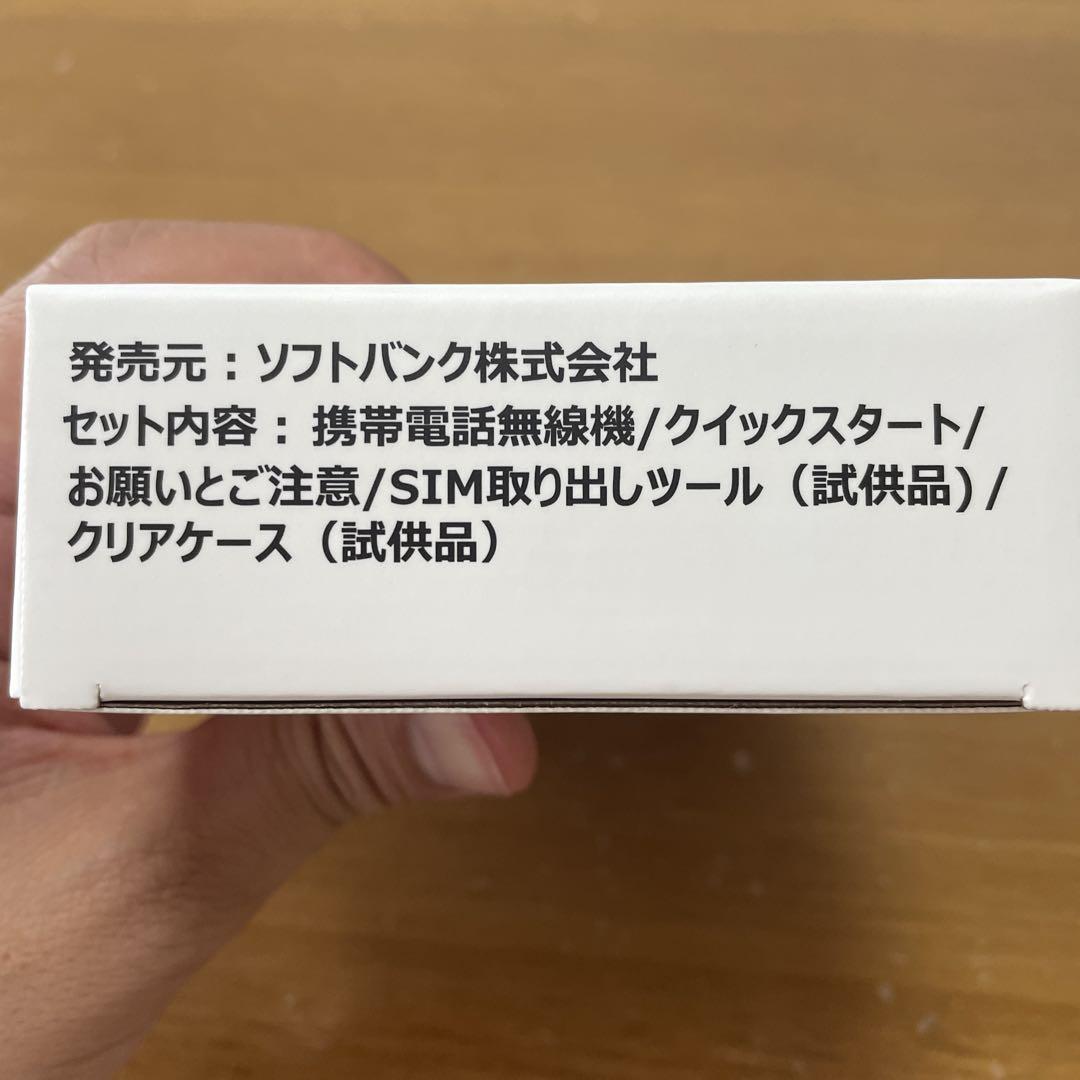 発売元：ソフトバンク株式会社
セット内容：携帯電話無線機/クイックスタート/
お願いとご注意/SIM取り出しツール（試供品)/
クリアケース（試供品）